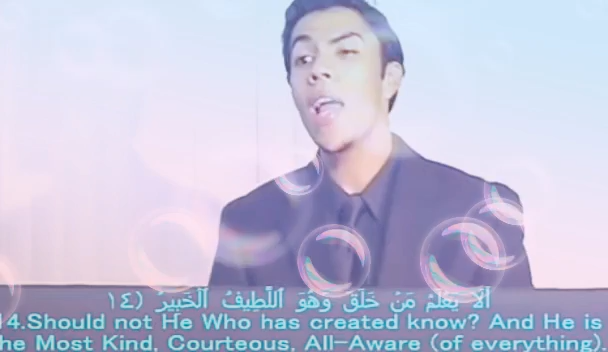 أَلَا يَعْلَمُ مَنْ خَلَقَ وَهُوَ ٱللَّطِيفُ ٱلْخَبِيرُ (١٤
14.Should not He Who has created know? And He is
he Most Kind, Courteous, All-Aware (of everything).